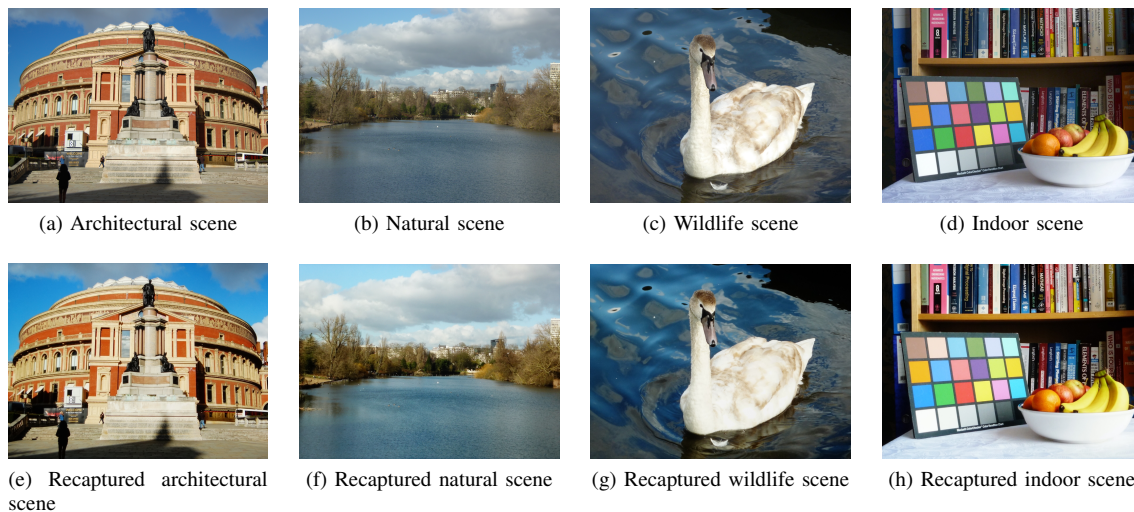 (a) Architectural scene
(b) Natural scene
(c) Wildlife scene
(d) Indoor scene
(e) Recaptured architectural
scene
(f) Recaptured natural scene
(g) Recaptured wildlife scene
(h) Recaptured indoor scene